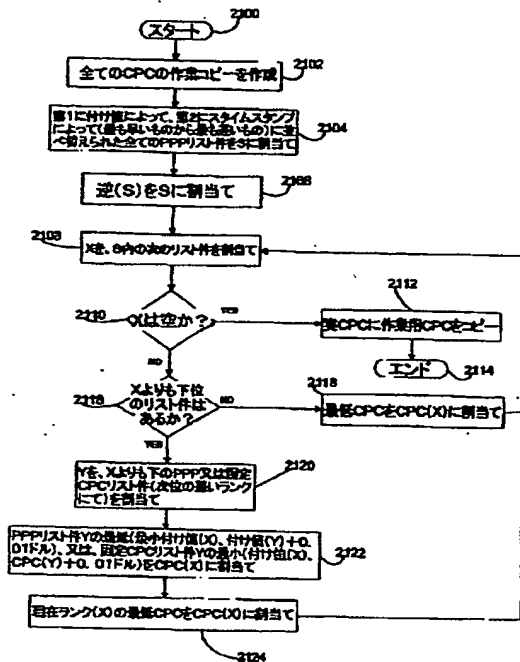 2100
スタート
2102
全てのCPCの作業コピーを作成
第1に付け値によって、第2にスタイムスタンプ
によって(最も早いものから最も遅いもの)に並
べ替えられた全てのPPPリスト件をSに割当て
2104
逆(S)をSに割当て
2106
2108
Xを、S内の次のリスト件を割当て
2110
Xは空か?
YES
2112
実CPCに作業用CPCをコピー
エンド
2114
NO
2116
Xよりも下位
のリスト件は
あるか?
NO
2118
最低CPCをCPC(X)に割当て
YES
Yを、Xよりも下のPPP又は固定
CPCリスト件(次位の悪いランク
にて)を割当て
2120
PPPリスト件Yの最低(最小付け値(X)、付け値(Y)+0.
01ドル)、又は、固定CPCリスト件Yの最小(付け値(X)、
CPC(Y)+0.01ドル)をCPC(X)に割当て
2122
現在ランク(X)の最低CPCをCPC(X)に割当て
2124